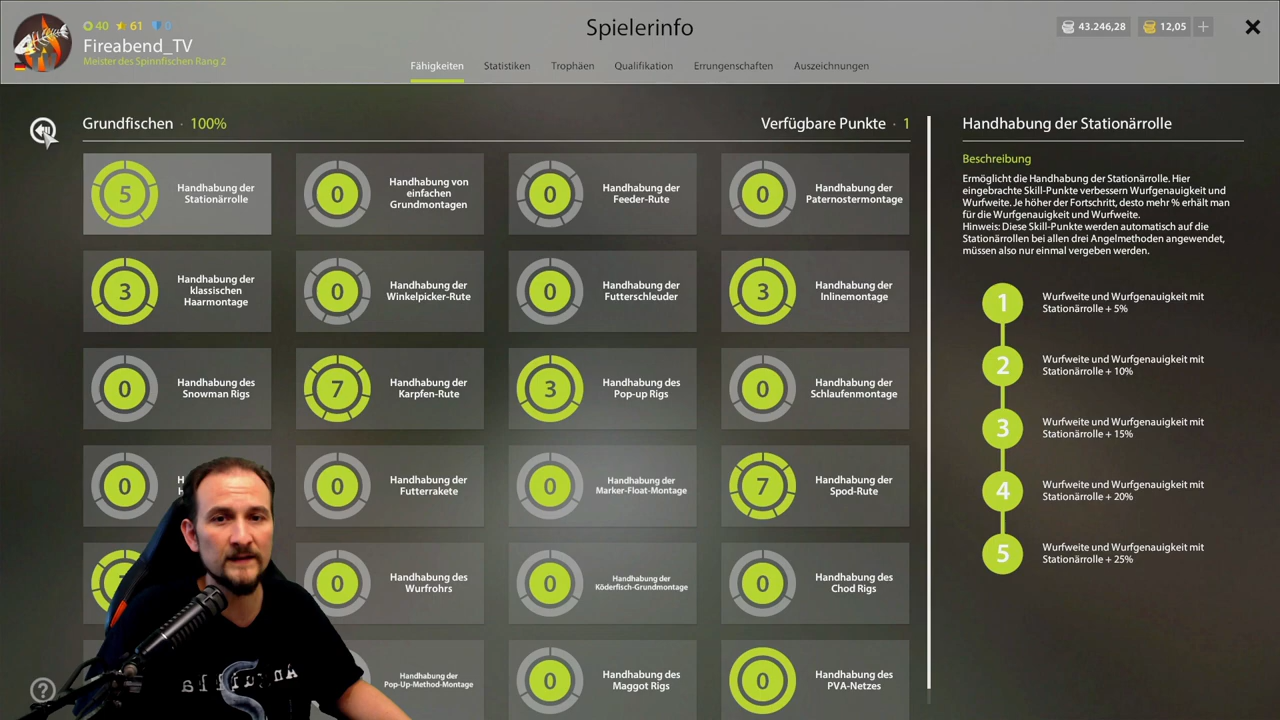 40 61 0
Fireabend_TV
Meister des Spinnfischen Rang 2
Spielerinfo
43.246,28
12,05
Fähigkeiten
Statistiken
Trophäen
Qualifikation
Errungenschaften
Auszeichnungen
Grundfischen · 100%
Verfügbare Punkte · 1
5
Handhabung der
Stationärrolle
0
Handhabung von
einfachen
Grundmontagen
0
Handhabung der
Feeder-Rute
0
Handhabung der
Paternostermontage
3
Handhabung der
klassischen
Haarmontage
0
Handhabung der
Winkelpicker-Rute
0
Handhabung der
Futterschleuder
3
Handhabung der
Inlinemontage
0
Handhabung des
Snowman Rigs
7
Handhabung der
Karpfen-Rute
3
Handhabung des
Pop-up Rigs
0
Handhabung der
Schlaufenmontage
0
0
Handhabung der
Futterrakete
0
Handhabung der
Marker-Float-Montage
7
Handhabung der
Spod-Rute
0
Handhabung des
Wurfrohrs
0
Handhabung der
Köderfisch-Grundmontage
0
Handhabung des
Chod Rigs
Handhabung der
Pop-Up-Method-Montage
0
Handhabung des
Maggot Rigs
0
Handhabung des
PVA-Netzes
Handhabung der Stationärrolle
Beschreibung
Ermöglicht die Handhabung der Stationärrolle. Hier
eingebrachte Skill-Punkte verbessern Wurfgenauigkeit und
Wurfweite. Je höher der Fortschritt, desto mehr % erhält man
für die Wurfgenauigkeit und Wurfweite.
Hinweis: Diese Skill-Punkte werden automatisch auf die
Stationärrollen bei allen drei Angelmethoden angewendet,
müssen also nur einmal vergeben werden.
1
Wurfweite und Wurfgenauigkeit mit
Stationärrolle + 5%
2
Wurfweite und Wurfgenauigkeit mit
Stationärrolle + 10%
3
Wurfweite und Wurfgenauigkeit mit
Stationärrolle + 15%
4
Wurfweite und Wurfgenauigkeit mit
Stationärrolle + 20%
5
Wurfweite und Wurfgenauigkeit mit
Stationärrolle + 25%
?